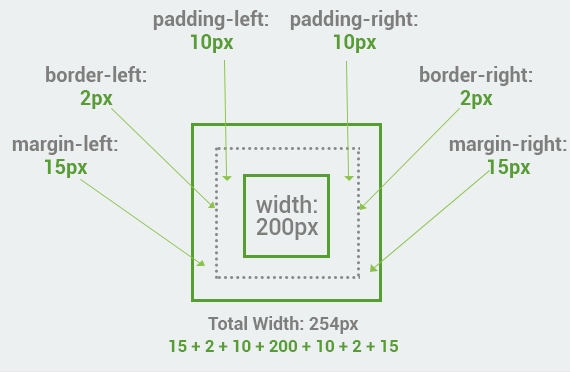 padding-left:
10px
padding-right:
10px
border-left:
2px
border-right:
2px
margin-left:
15px
margin-right:
15px
width:
200px
Total Width: 254px
15 + 2 + 10 + 200 + 10 + 2 + 15